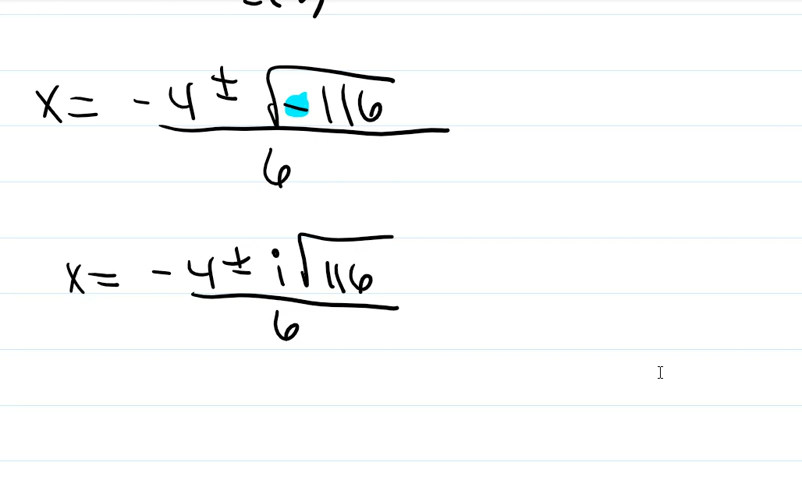 x = -4 ± √-116
6
x = -4 ± i√116
6